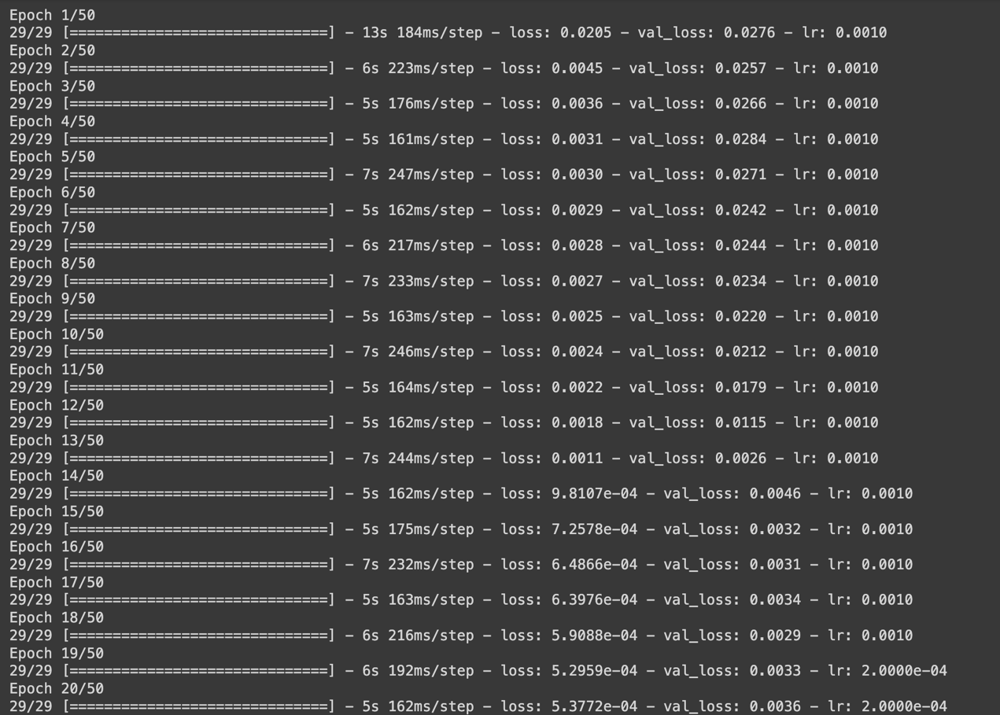 Epoch 1/50
29/29 [==============================] - 13s 184ms/step - loss: 0.0205 - val_loss: 0.0276 - lr: 0.0010
Epoch 2/50
29/29 [==============================] - 6s 223ms/step - loss: 0.0045 - val_loss: 0.0257 - lr: 0.0010
Epoch 3/50
29/29 [==============================] - 5s 176ms/step - loss: 0.0036 - val_loss: 0.0266 - lr: 0.0010
Epoch 4/50
29/29 [==============================] - 5s 161ms/step - loss: 0.0031 - val_loss: 0.0284 - lr: 0.0010
Epoch 5/50
29/29 [==============================] - 7s 247ms/step - loss: 0.0030 - val_loss: 0.0271 - lr: 0.0010
Epoch 6/50
29/29 [==============================] - 5s 162ms/step - loss: 0.0029 - val_loss: 0.0242 - lr: 0.0010
Epoch 7/50
29/29 [==============================] - 6s 217ms/step - loss: 0.0028 - val_loss: 0.0244 - lr: 0.0010
Epoch 8/50
29/29 [==============================] - 7s 233ms/step - loss: 0.0027 - val_loss: 0.0234 - lr: 0.0010
Epoch 9/50
29/29 [==============================] - 5s 163ms/step - loss: 0.0025 - val_loss: 0.0220 - lr: 0.0010
Epoch 10/50
29/29 [==============================] - 7s 246ms/step - loss: 0.0024 - val_loss: 0.0212 - lr: 0.0010
Epoch 11/50
29/29 [==============================] - 5s 164ms/step - loss: 0.0022 - val_loss: 0.0179 - lr: 0.0010
Epoch 12/50
29/29 [==============================] - 5s 162ms/step - loss: 0.0018 - val_loss: 0.0115 - lr: 0.0010
Epoch 13/50
29/29 [==============================] - 7s 244ms/step - loss: 0.0011 - val_loss: 0.0026 - lr: 0.0010
Epoch 14/50
29/29 [==============================] - 5s 162ms/step - loss: 9.8107e-04 - val_loss: 0.0046 - lr: 0.0010
Epoch 15/50
29/29 [==============================] - 5s 175ms/step - loss: 7.2578e-04 - val_loss: 0.0032 - lr: 0.0010
Epoch 16/50
29/29 [==============================] - 7s 232ms/step - loss: 6.4866e-04 - val_loss: 0.0031 - lr: 0.0010
Epoch 17/50
29/29 [==============================] - 5s 163ms/step - loss: 6.3976e-04 - val_loss: 0.0034 - lr: 0.0010
Epoch 18/50
29/29 [==============================] - 6s 216ms/step - loss: 5.9088e-04 - val_loss: 0.0029 - lr: 0.0010
Epoch 19/50
29/29 [==============================] - 6s 192ms/step - loss: 5.2959e-04 - val_loss: 0.0033 - lr: 2.0000e-04
Epoch 20/50
29/29 [==============================] - 5s 162ms/step - loss: 5.3772e-04 - val_loss: 0.0036 - lr: 2.0000e-04